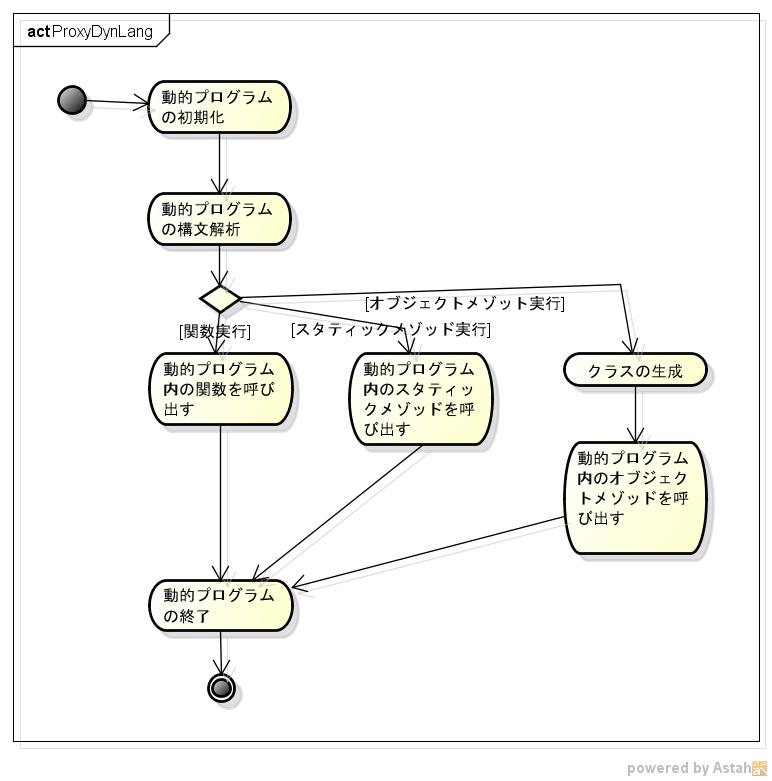 act ProxyDynLang
動的プログラム
の初期化
動的プログラム
の構文解析
[オブジェクトメゾット実行]
[関数実行]
[スタティックメゾッド実行]
動的プログラム
内の関数を呼び
出す
動的プログラム
内のスタティッ
クメゾッドを呼
び出す
クラスの生成
動的プログラム
内のオブジェク
トメゾッドを呼
び出す
動的プログラム
の終了
powered by Astah